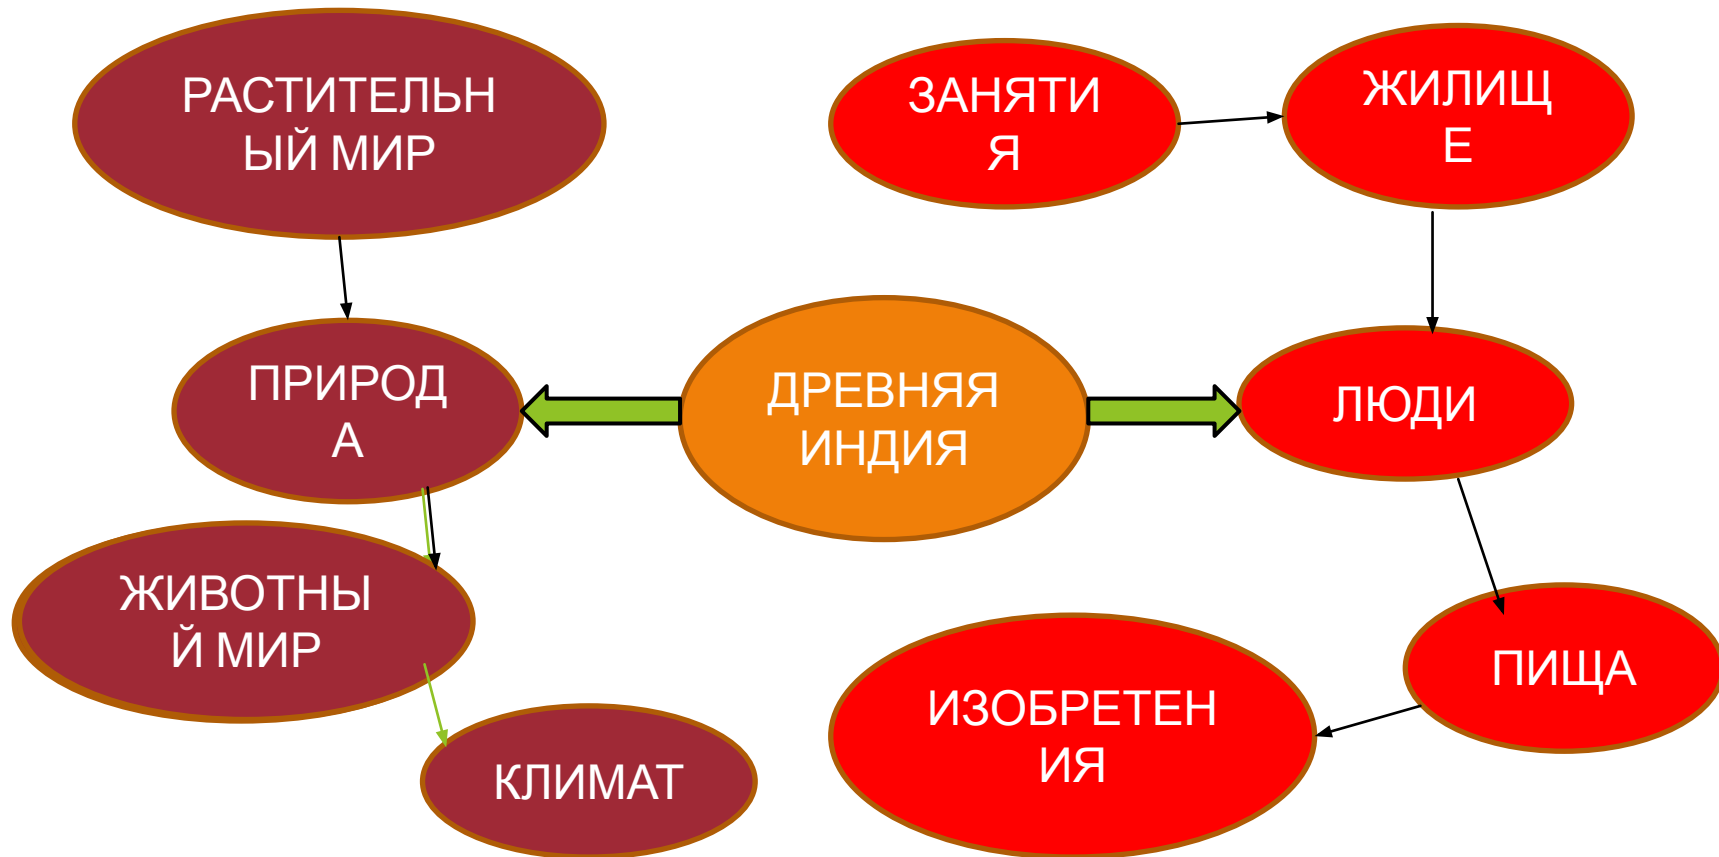 РАСТИТЕЛЬН
ЫЙ МИР
ЗАНЯТИ
Я
ЖИЛИЩ
Е
ПРИРОД
А
ДРЕВНЯЯ
ИНДИЯ
ЛЮДИ
ЖИВОТНЫ
Й МИР
КЛИМАТ
ИЗОБРЕТЕН
ИЯ
ПИЩА